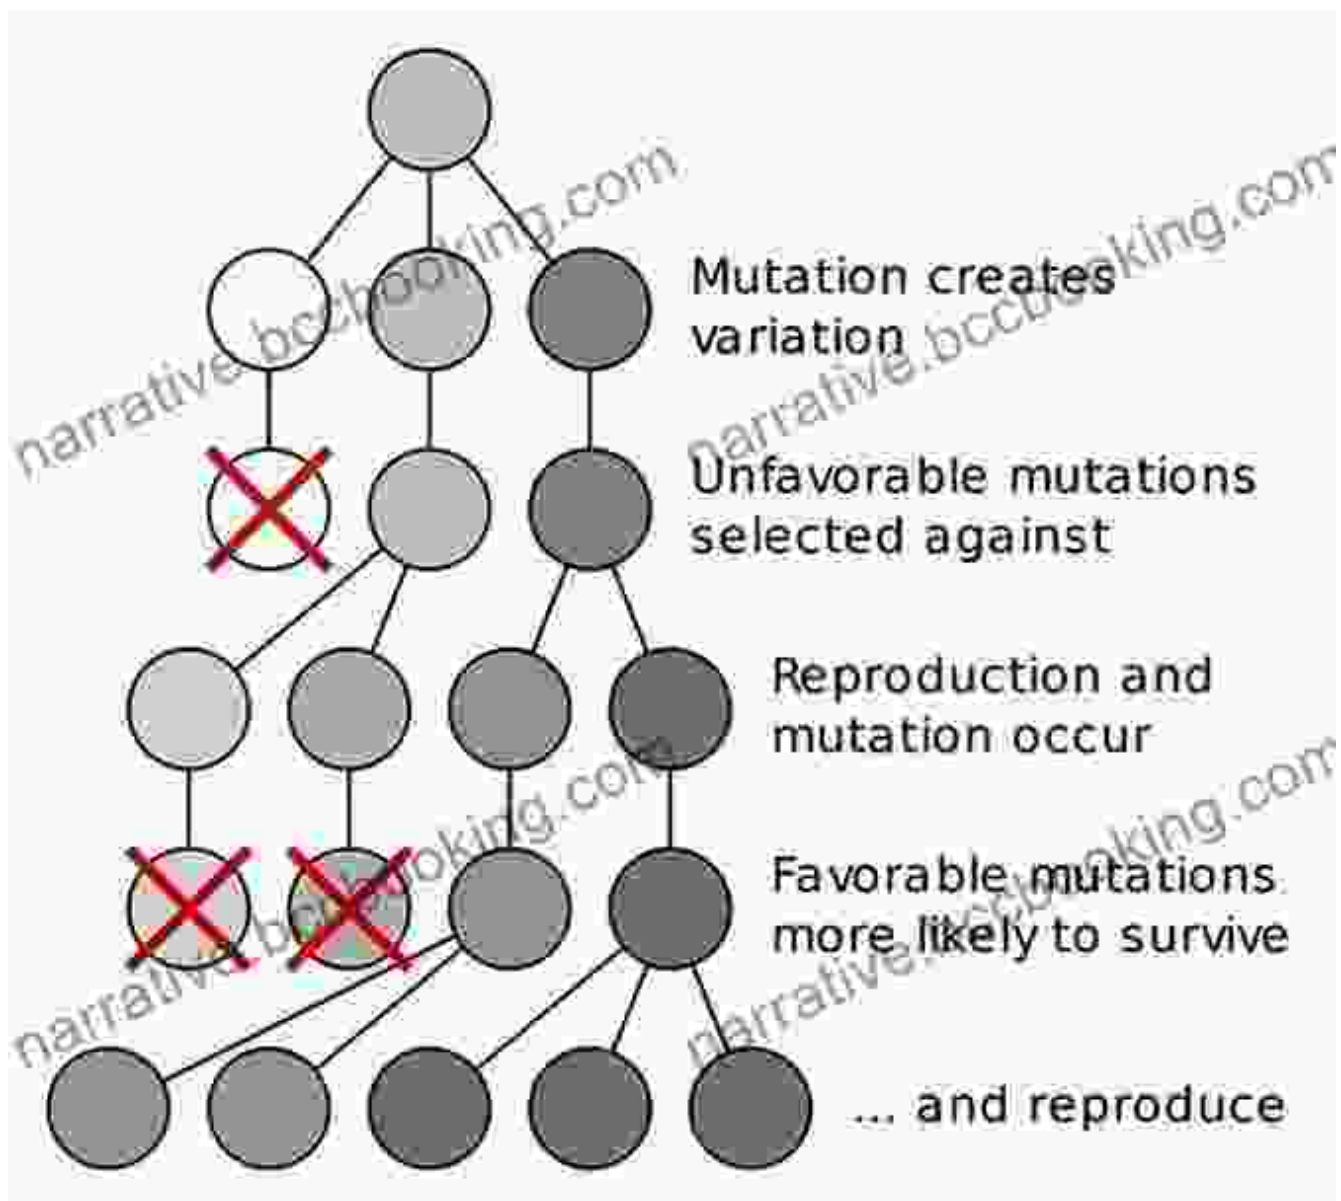 narrative.bccbooking.com
narrative.bccbooking.com
Mutation creates
variation
Unfavorable mutations
selected against
Reproduction and
mutation occur
narrative.bccbooking.com
narrative.bccbooking.com
Favorable mutations
more likely to survive
... and reproduce